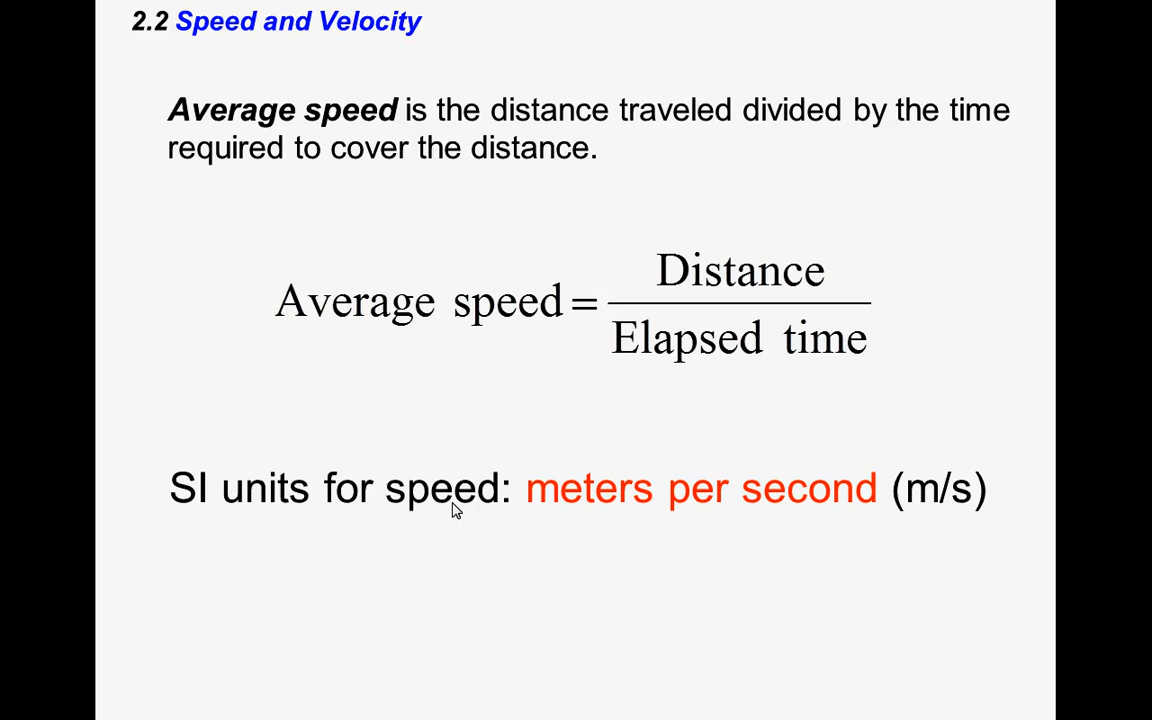 2.2 Speed and Velocity
Average speed is the distance traveled divided by the time
required to cover the distance.
Average speed = Distance / Elapsed time
SI units for speed: meters per second (m/s)